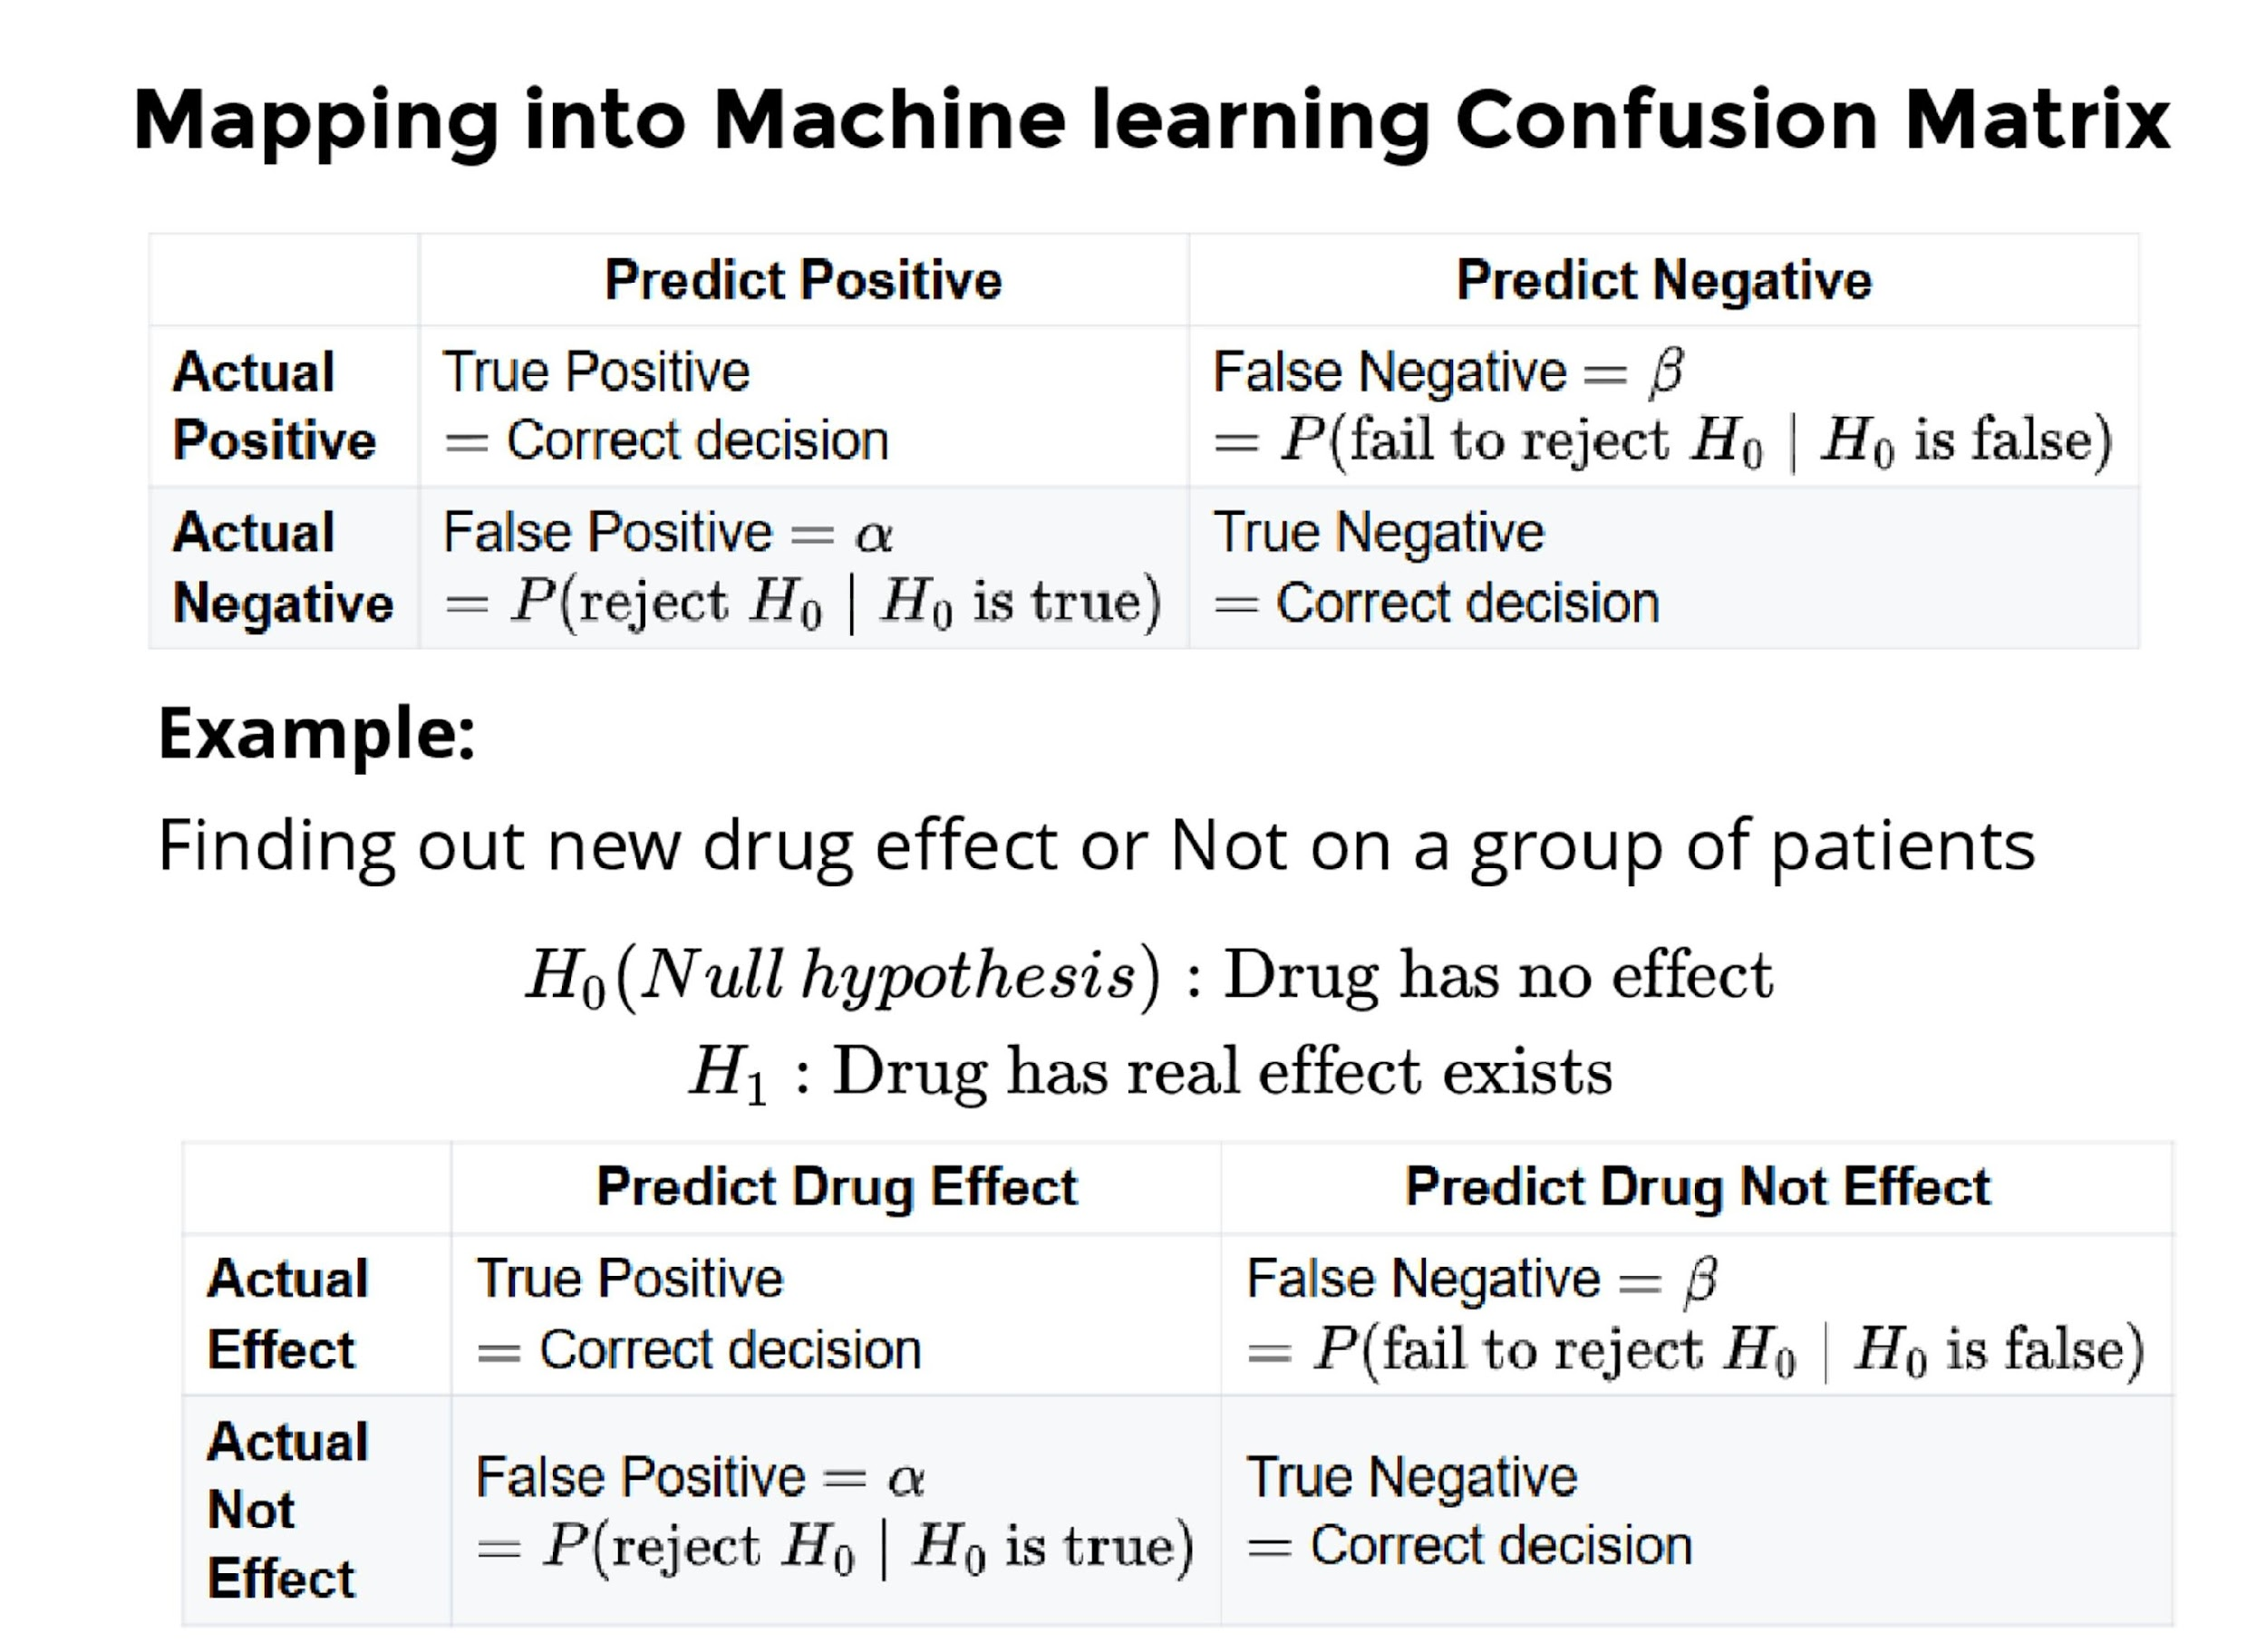 Mapping into Machine learning Confusion Matrix
Predict Positive
Predict Negative
Actual
Positive
True Positive
= Correct decision
False Negative = β
= P(fail to reject H₀ | H₀ is false)
Actual
Negative
False Positive = α
= P(reject H₀ | H₀ is true)
True Negative
= Correct decision
Example:
Finding out new drug effect or Not on a group of patients
H₀(Null hypothesis) : Drug has no effect
H₁ : Drug has real effect exists
Predict Drug Effect
Predict Drug Not Effect
Actual
Effect
True Positive
= Correct decision
False Negative = β
= P(fail to reject H₀ | H₀ is false)
Actual
Not
Effect
False Positive = α
= P(reject H₀ | H₀ is true)
True Negative
= Correct decision